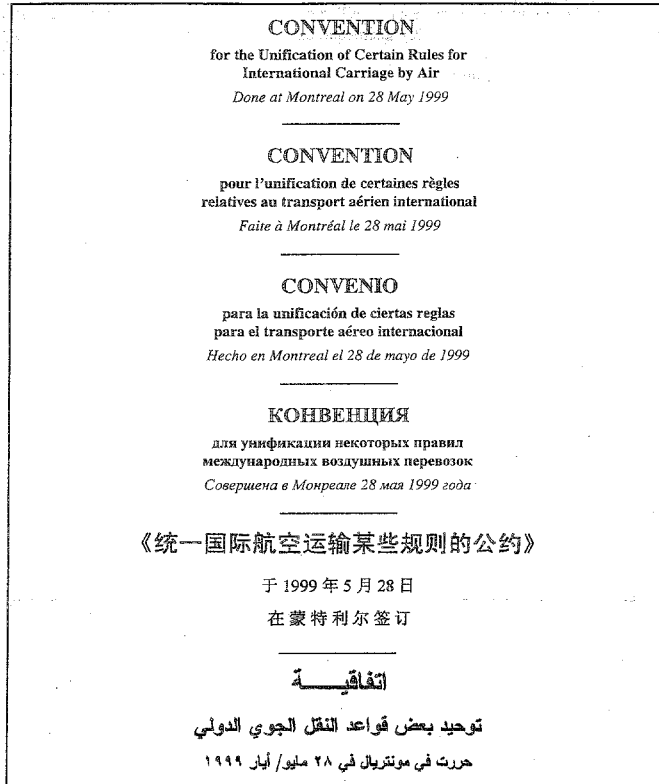 CONVENTION
for the Unification of Certain Rules for
International Carriage by Air
Done at Montreal on 28 May 1999
CONVENTION
pour l'unification de certaines règles
relatives au transport aérien international
Faite à Montréal le 28 mai 1999
CONVENIO
para la unificación de ciertas reglas
para el transporte aéreo internacional
Hecho en Montreal el 28 de mayo de 1999
КОНВЕНЦИЯ
для унификации некоторых правил
международных воздушных перевозок
Совершена в Монреале 28 мая 1999 года
《统一国际航空运输某些规则的公约》
于 1999 年 5 月 28 日
在蒙特利尔签订
اتفاقيـــــة
توحيد بعض قواعد النقل الجوي الدولي
حررت في مونتريال في ٢٨ مايو/ أيار ١٩٩٩